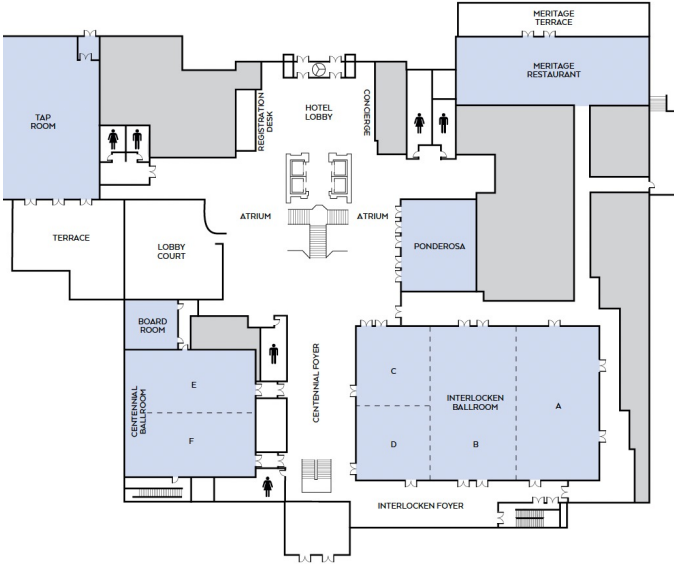 MERITAGE
TERRACE
MERITAGE
RESTAURANT
TAP
ROOM
REGISTRATION
DESK
HOTEL
LOBBY
CONCIERGE
ATRIUM
ATRIUM
TERRACE
LOBBY
COURT
PONDEROSA
BOARD
ROOM
CENTENNIAL
BALLROOM
E
F
CENTENNIAL FOYER
C
INTERLOCKEN
BALLROOM
A
D
B
INTERLOCKEN FOYER